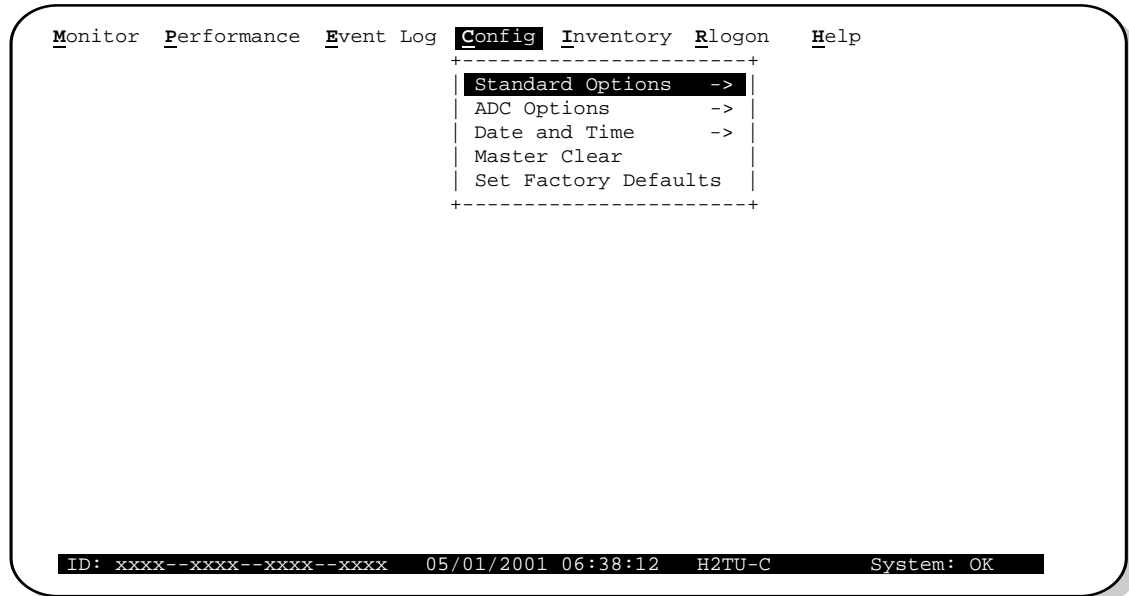 Monitor Performance Event Log Config Inventory Rlogon Help
+-----------------------+
| Standard Options -> |
| ADC Options -> |
| Date and Time -> |
| Master Clear |
| Set Factory Defaults |
+-----------------------+
ID: xxxx--xxxx--xxxx--xxxx 05/01/2001 06:38:12 H2TU-C System: OK